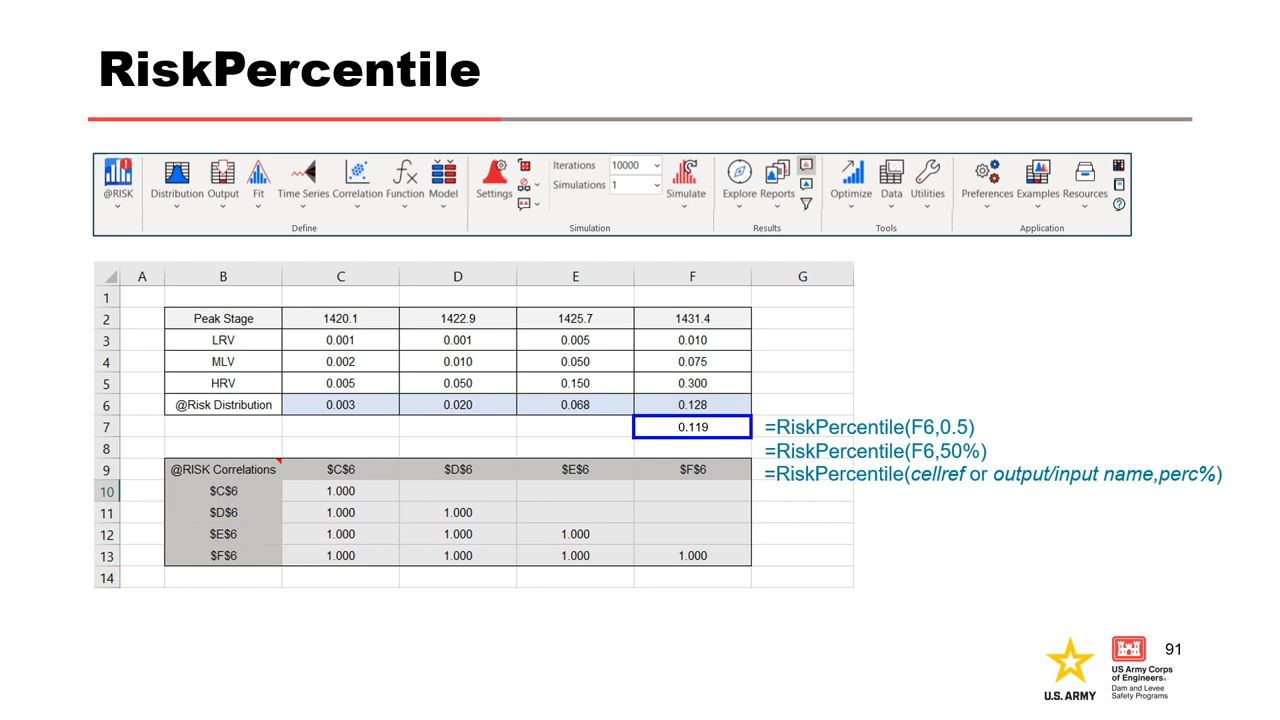 RiskPercentile
Iterations 10000
Simulations 1
@RISK Distribution Output Fit Time Series Correlation Function Model Settings Simulate Explore Reports Optimize Data Utilities Preferences Examples Resources
Define Simulation Results Tools Application
A B C D E F G
1
2 Peak Stage 1420.1 1422.9 1425.7 1431.4
3 LRV 0.001 0.001 0.005 0.010
4 MLV 0.002 0.010 0.050 0.075
5 HRV 0.005 0.050 0.150 0.300
6 @Risk Distribution 0.003 0.020 0.068 0.128
7 0.119 =RiskPercentile(F6,0.5)
8 =RiskPercentile(F6,50%)
9 @RISK Correlations $C$6 $D$6 $E$6 $F$6 =RiskPercentile(cellref or output/input name,perc%)
10 $C$6 1.000
11 $D$6 1.000 1.000
12 $E$6 1.000 1.000 1.000
13 $F$6 1.000 1.000 1.000 1.000
14
U.S. ARMY
US Army Corps
of Engineers®
Dam and Levee
Safety Programs
91